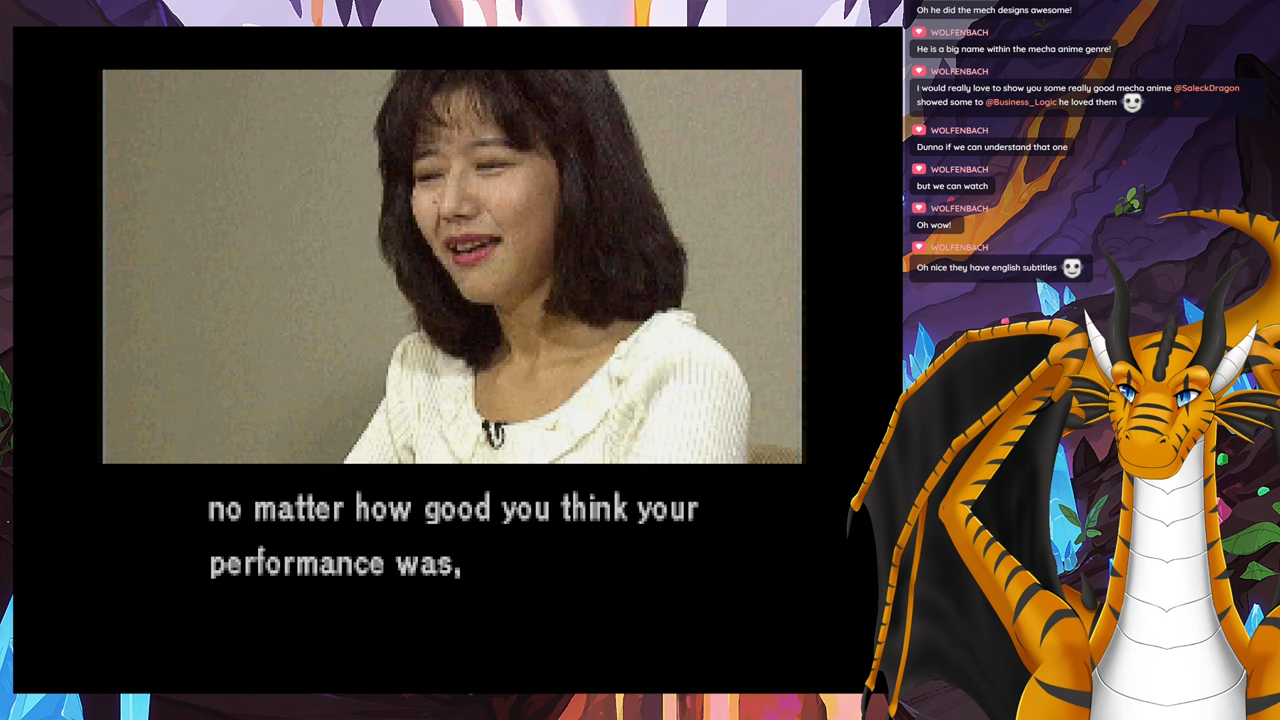 no matter how good you think your
performance was,
Oh he did the mech designs awesome!
WOLFENBACH
He is a big name within the mecha anime genre!
WOLFENBACH
I would really love to show you some really good mecha anime @SaleckDragon
showed some to @Business_Logic he loved them
WOLFENBACH
Dunno if we can understand that one
WOLFENBACH
but we can watch
WOLFENBACH
Oh wow!
WOLFENBACH
Oh nice they have english subtitles